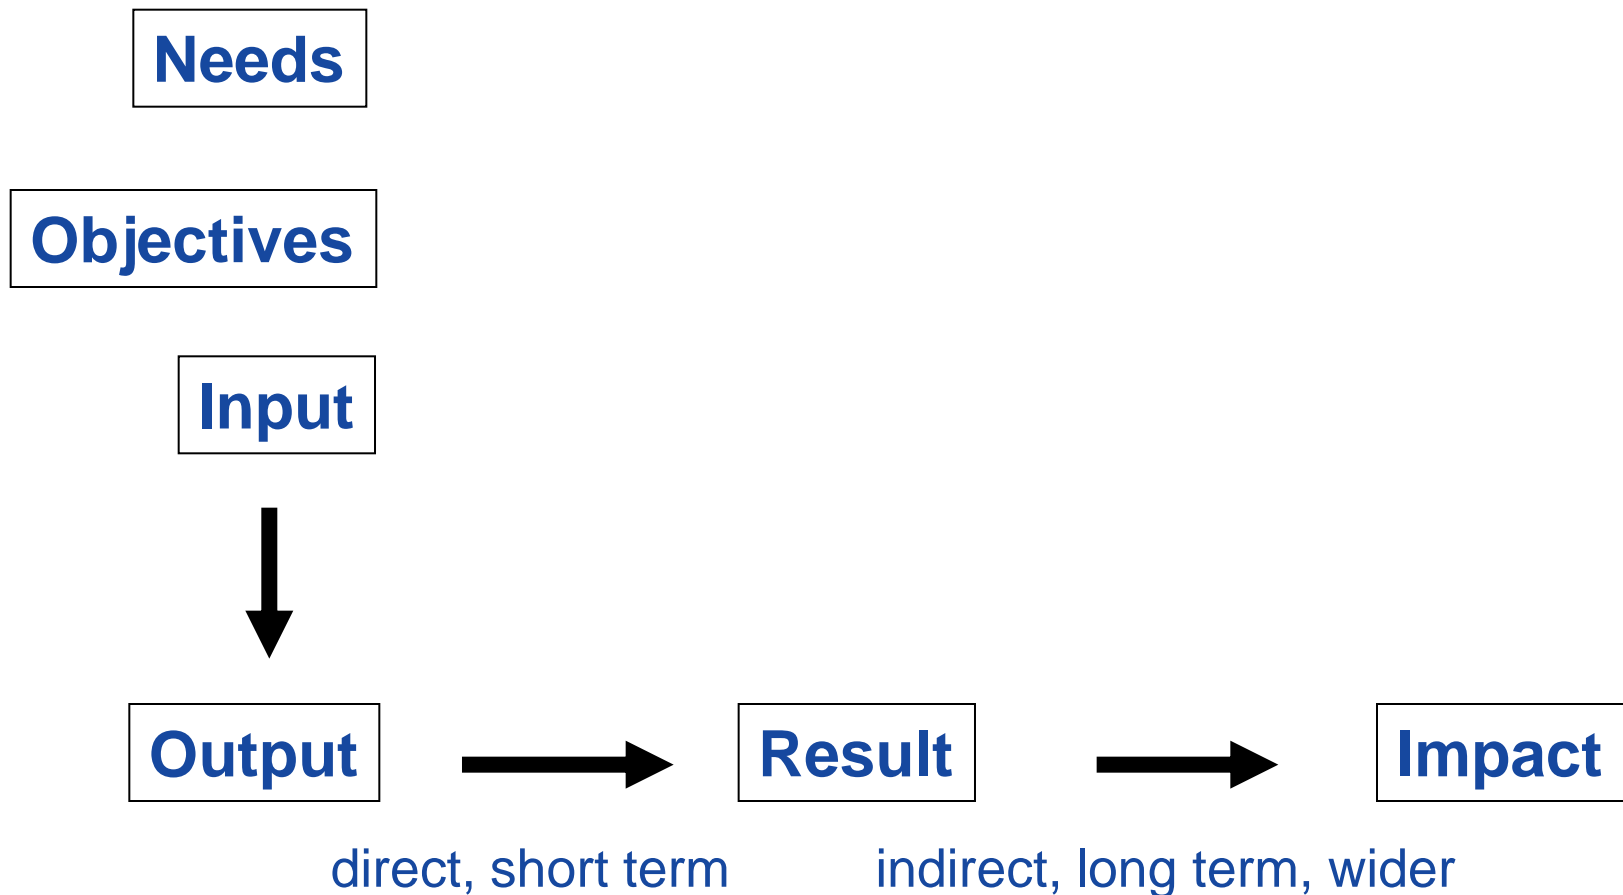 Needs
Objectives
Input
Output Result Impact
direct, short term indirect, long term, wider